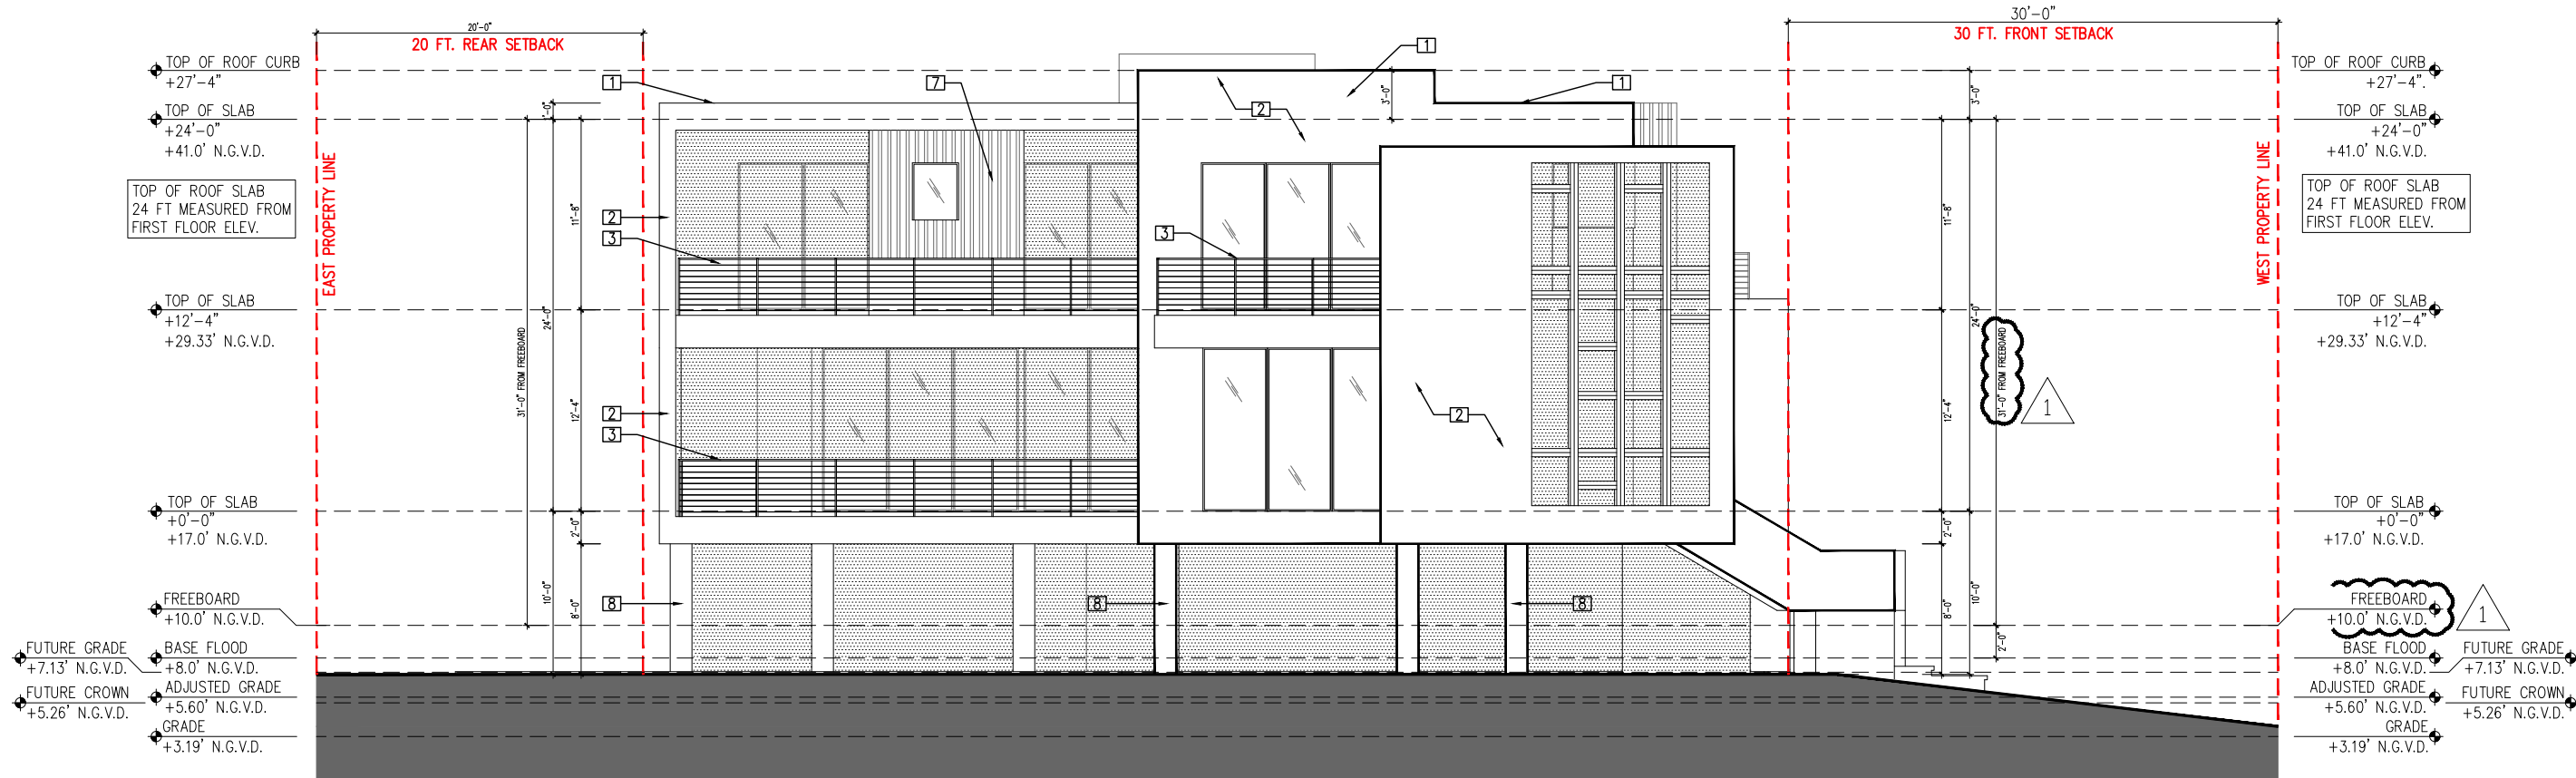 20'-0"
20 FT. REAR SETBACK
30'-0"
30 FT. FRONT SETBACK
TOP OF ROOF CURB
+27'-4"
TOP OF SLAB
+24'-0"
+41.0' N.G.V.D.
TOP OF ROOF SLAB
24 FT MEASURED FROM
FIRST FLOOR ELEV.
TOP OF SLAB
+12'-4"
+29.33' N.G.V.D.
TOP OF SLAB
+0'-0"
+17.0' N.G.V.D.
FREEBOARD
+10.0' N.G.V.D.
FUTURE GRADE
+7.13' N.G.V.D.
BASE FLOOD
+8.0' N.G.V.D.
FUTURE CROWN
+5.26' N.G.V.D.
ADJUSTED GRADE
+5.60' N.G.V.D.
GRADE
+3.19' N.G.V.D.
EAST PROPERTY LINE
31'-0" FROM FREEBOARD
24'-0"
10'-0"
11'-8"
12'-4"
2'-0"
8'-0"
1
7
2
3
2
3
8
1
2
1
3
2
8
8
3'-0"
WEST PROPERTY LINE
11'-8"
12'-4"
2'-0"
8'-0"
3'-0"
24'-0"
10'-0"
31'-0" FROM FREEBOARD
2'-0"
1
TOP OF ROOF CURB
+27'-4".
TOP OF SLAB
+24'-0"
+41.0' N.G.V.D.
TOP OF ROOF SLAB
24 FT MEASURED FROM
FIRST FLOOR ELEV.
TOP OF SLAB
+12'-4"
+29.33' N.G.V.D.
TOP OF SLAB
+0'-0"
+17.0' N.G.V.D.
FREEBOARD
+10.0' N.G.V.D.
1
BASE FLOOD
+8.0' N.G.V.D.
FUTURE GRADE
+7.13' N.G.V.D.
ADJUSTED GRADE
+5.60' N.G.V.D.
FUTURE CROWN
+5.26' N.G.V.D.
GRADE
+3.19' N.G.V.D.